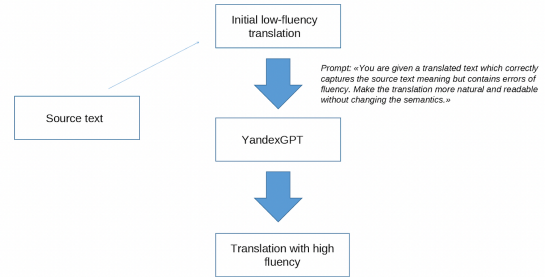 Initial low-fluency
translation
Prompt: «You are given a translated text which correctly
captures the source text meaning but contains errors of
fluency. Make the translation more natural and readable
without changing the semantics.»
Source text
YandexGPT
Translation with high
fluency